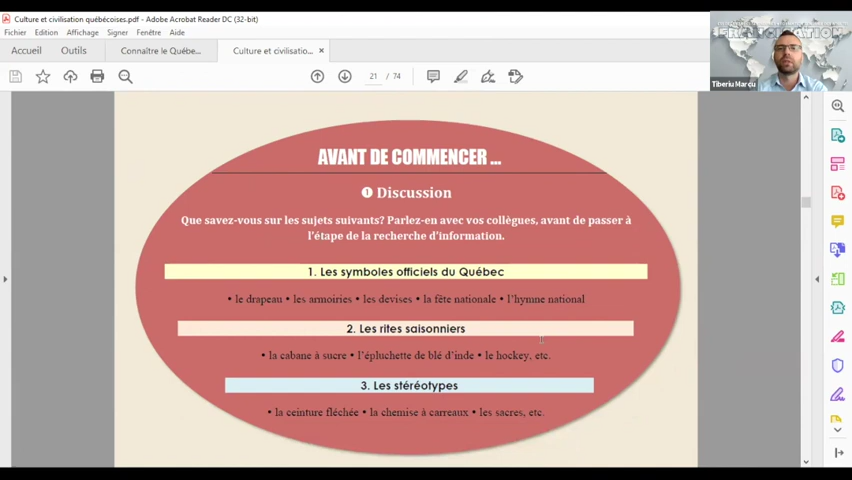 Culture et civilisation québécoises.pdf - Adobe Acrobat Reader DC (32-bit)
Fichier Edition Affichage Signer Fenêtre Aide
Accueil Outils Connaître le Québe... Culture et civilisatio... ×
21 / 74
FRANCISATION
Tiberiu Marcu
AVANT DE COMMENCER ...
❶ Discussion
Que savez-vous sur les sujets suivants? Parlez-en avec vos collègues, avant de passer à
l'étape de la recherche d'information.
1. Les symboles officiels du Québec
• le drapeau • les armoiries • les devises • la fête nationale • l'hymne national
2. Les rites saisonniers
• la cabane à sucre • l'épluchette de blé d'inde • le hockey, etc.
3. Les stéréotypes
• la ceinture fléchée • la chemise à carreaux • les sacres, etc.